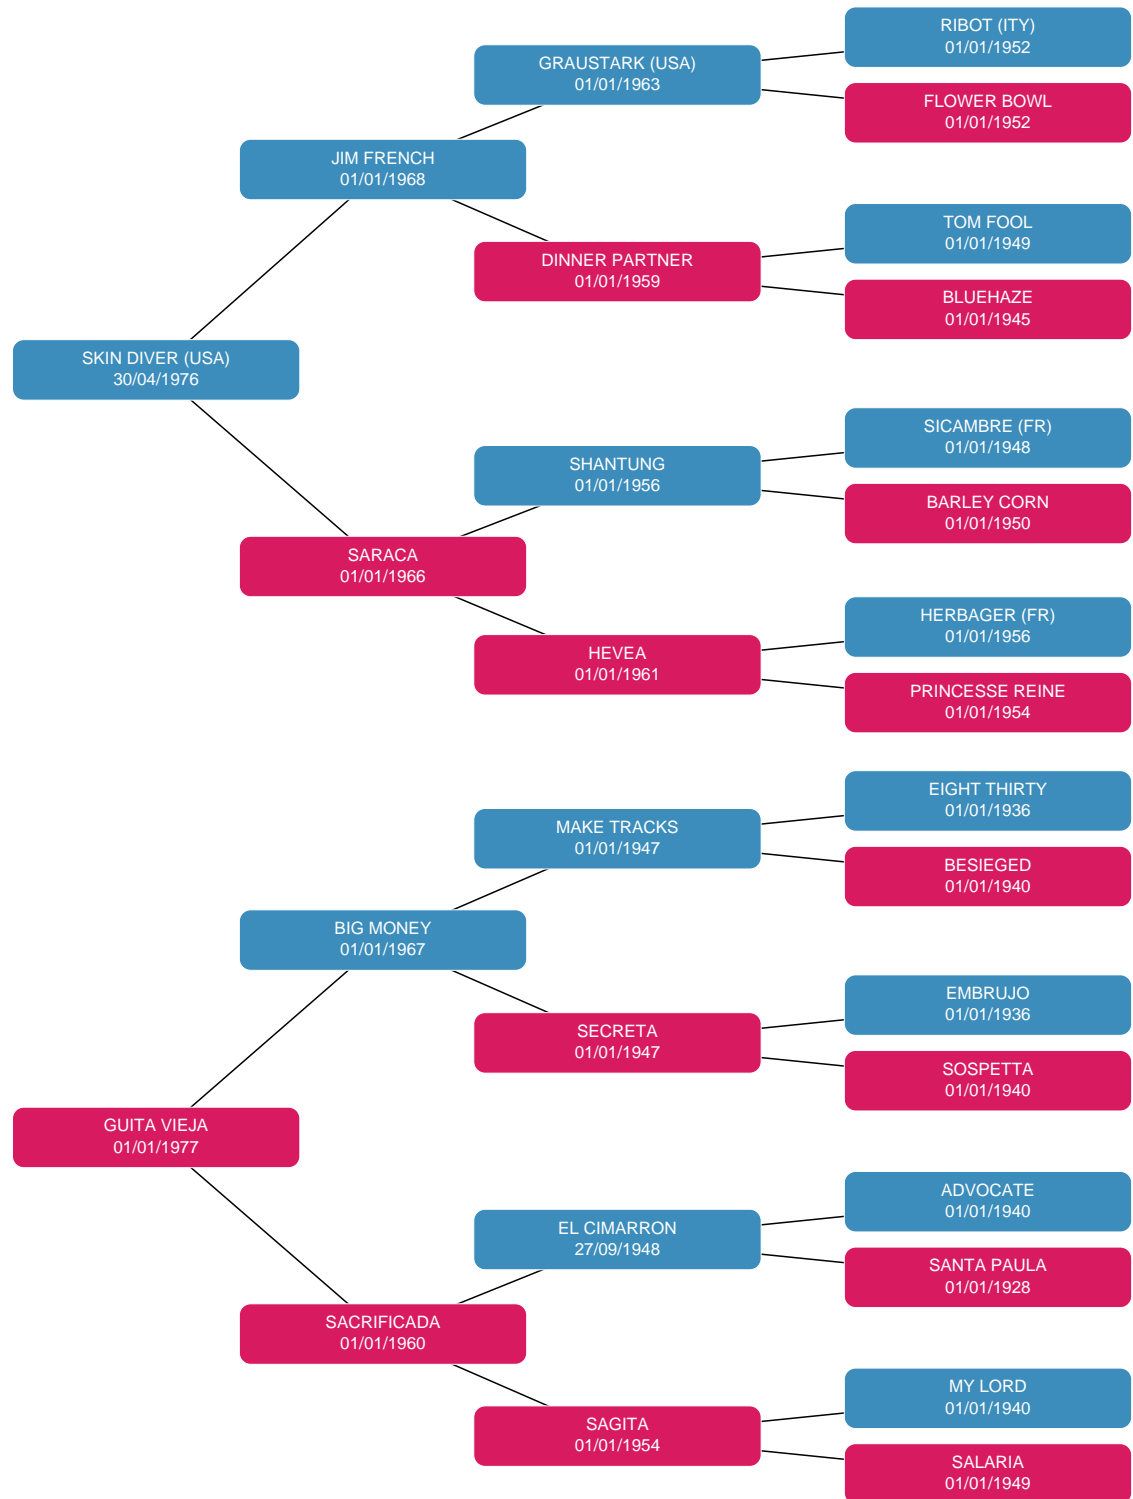 RIBOT (ITY)
01/01/1952
GRAUSTARK (USA)
01/01/1963
FLOWER BOWL
01/01/1952
JIM FRENCH
01/01/1968
TOM FOOL
01/01/1949
DINNER PARTNER
01/01/1959
BLUEHAZE
01/01/1945
SKIN DIVER (USA)
30/04/1976
SICAMBRE (FR)
01/01/1948
SHANTUNG
01/01/1956
BARLEY CORN
01/01/1950
SARACA
01/01/1966
HERBAGER (FR)
01/01/1956
HEVEA
01/01/1961
PRINCESSE REINE
01/01/1954
EIGHT THIRTY
01/01/1936
MAKE TRACKS
01/01/1947
BESIEGED
01/01/1940
BIG MONEY
01/01/1967
EMBRUJO
01/01/1936
SECRETA
01/01/1947
SOSPETTA
01/01/1940
GUITA VIEJA
01/01/1977
ADVOCATE
01/01/1940
EL CIMARRON
27/09/1948
SANTA PAULA
01/01/1928
SACRIFICADA
01/01/1960
MY LORD
01/01/1940
SAGITA
01/01/1954
SALARIA
01/01/1949